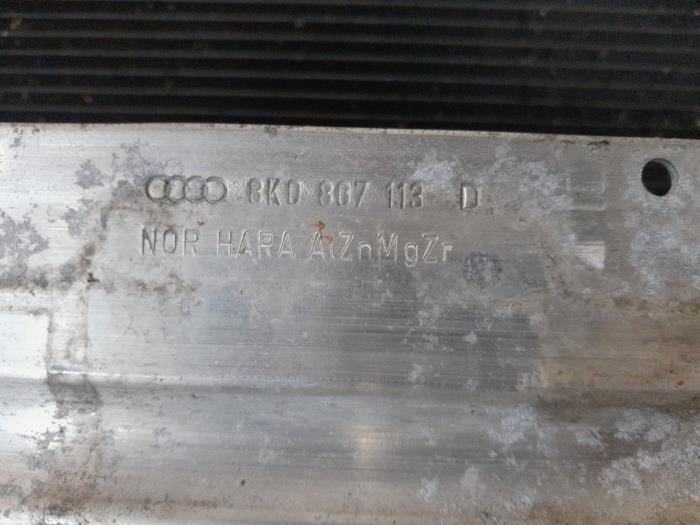 8K0 807 113 D
NOR HARA AlZnMgZr